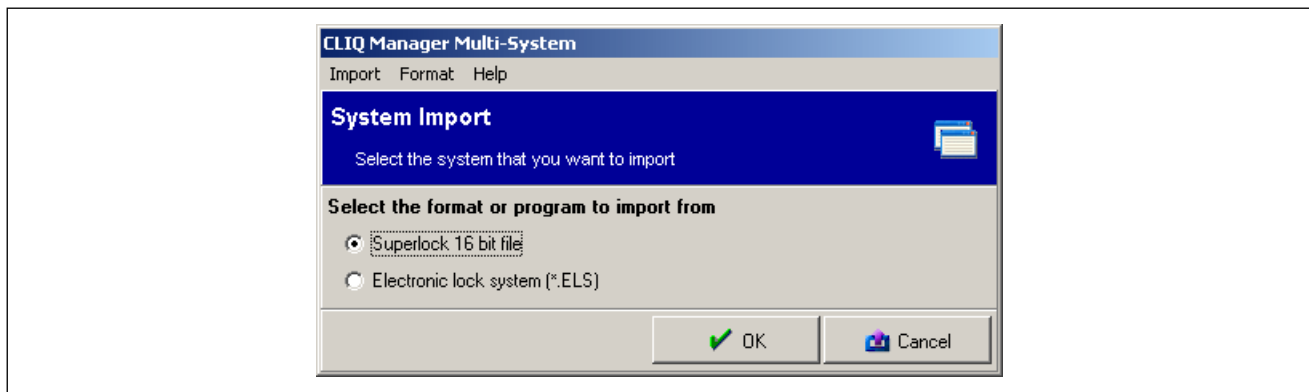 CLIQ Manager Multi-System
Import Format Help
System Import
Select the system that you want to import
Select the format or program to import from
Superlock 16 bit file
Electronic lock system (*.ELS)
OK Cancel